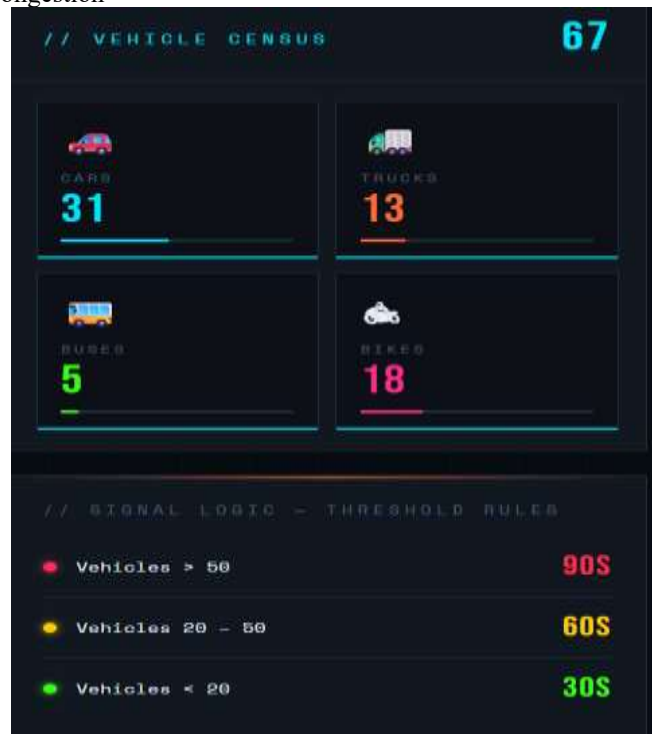 ongestion
// VEHICLE CENSUS 67
CARS
31
TRUCKS
13
BUSES
5
BIKES
18
// SIGNAL LOGIC — THRESHOLD RULES
Vehicles > 50 90S
Vehicles 20 – 50 60S
Vehicles < 20 30S